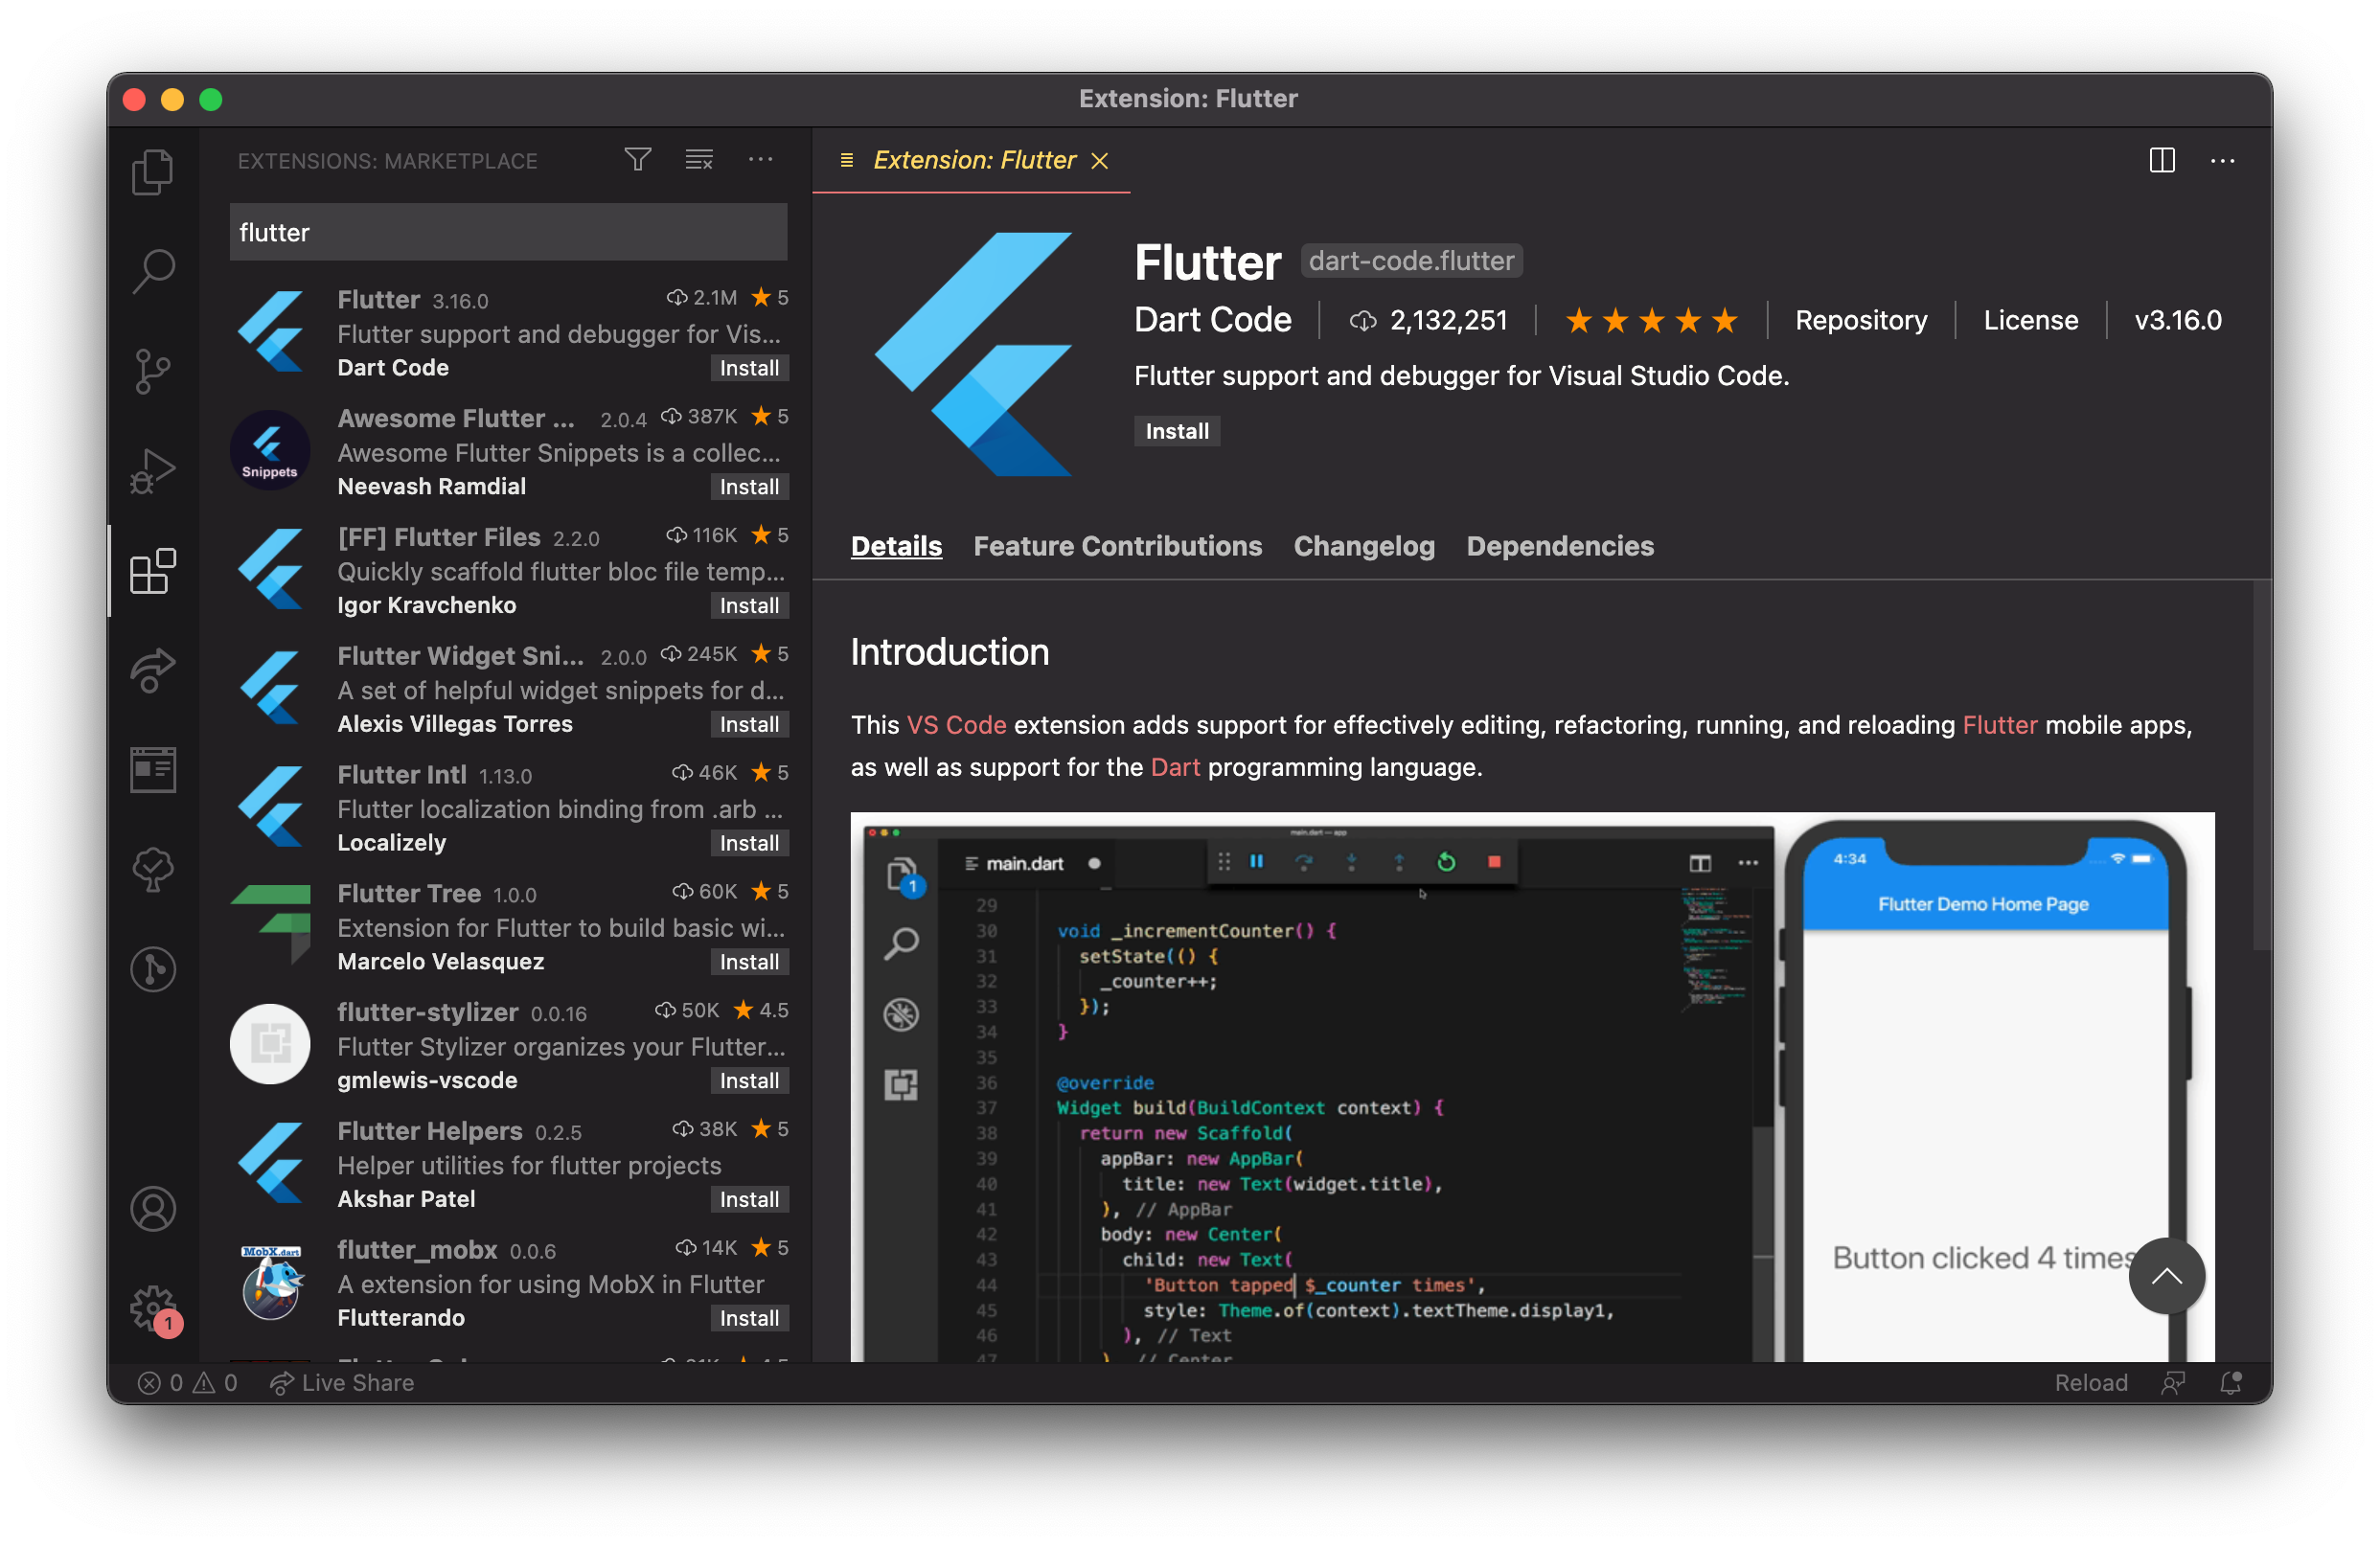 Extension: Flutter
EXTENSIONS: MARKETPLACE
flutter
Flutter 3.16.0 2.1M 5
Flutter support and debugger for Vis...
Dart Code Install
Awesome Flutter ... 2.0.4 387K 5
Snippets
Awesome Flutter Snippets is a collec...
Neevash Ramdial Install
[FF] Flutter Files 2.2.0 116K 5
Quickly scaffold flutter bloc file temp...
Igor Kravchenko Install
Flutter Widget Sni... 2.0.0 245K 5
A set of helpful widget snippets for d...
Alexis Villegas Torres Install
Flutter Intl 1.13.0 46K 5
Flutter localization binding from .arb ...
Localizely Install
Flutter Tree 1.0.0 60K 5
Extension for Flutter to build basic wi...
Marcelo Velasquez Install
flutter-stylizer 0.0.16 50K 4.5
Flutter Stylizer organizes your Flutter...
gmlewis-vscode Install
Flutter Helpers 0.2.5 38K 5
Helper utilities for flutter projects
Akshar Patel Install
MobX.dart
flutter_mobx 0.0.6 14K 5
A extension for using MobX in Flutter
Flutterando Install
1
Extension: Flutter
Flutter dart-code.flutter
Dart Code 2,132,251 Repository License v3.16.0
Flutter support and debugger for Visual Studio Code.
Install
Details Feature Contributions Changelog Dependencies
Introduction
This VS Code extension adds support for effectively editing, refactoring, running, and reloading Flutter mobile apps,
as well as support for the Dart programming language.
main.dart — app
1
main.dart
29
30 void _incrementCounter() {
31 setState(() {
32 _counter++;
33 });
34 }
35
36 @override
37 Widget build(BuildContext context) {
38 return new Scaffold(
39 appBar: new AppBar(
40 title: new Text(widget.title),
41 ), // AppBar
42 body: new Center(
43 child: new Text(
44 'Button tapped $_counter times',
45 style: Theme.of(context).textTheme.display1,
46 ), // Text
47 ) // Center
4:34
Flutter Demo Home Page
Button clicked 4 times
0 0 Live Share
Reload